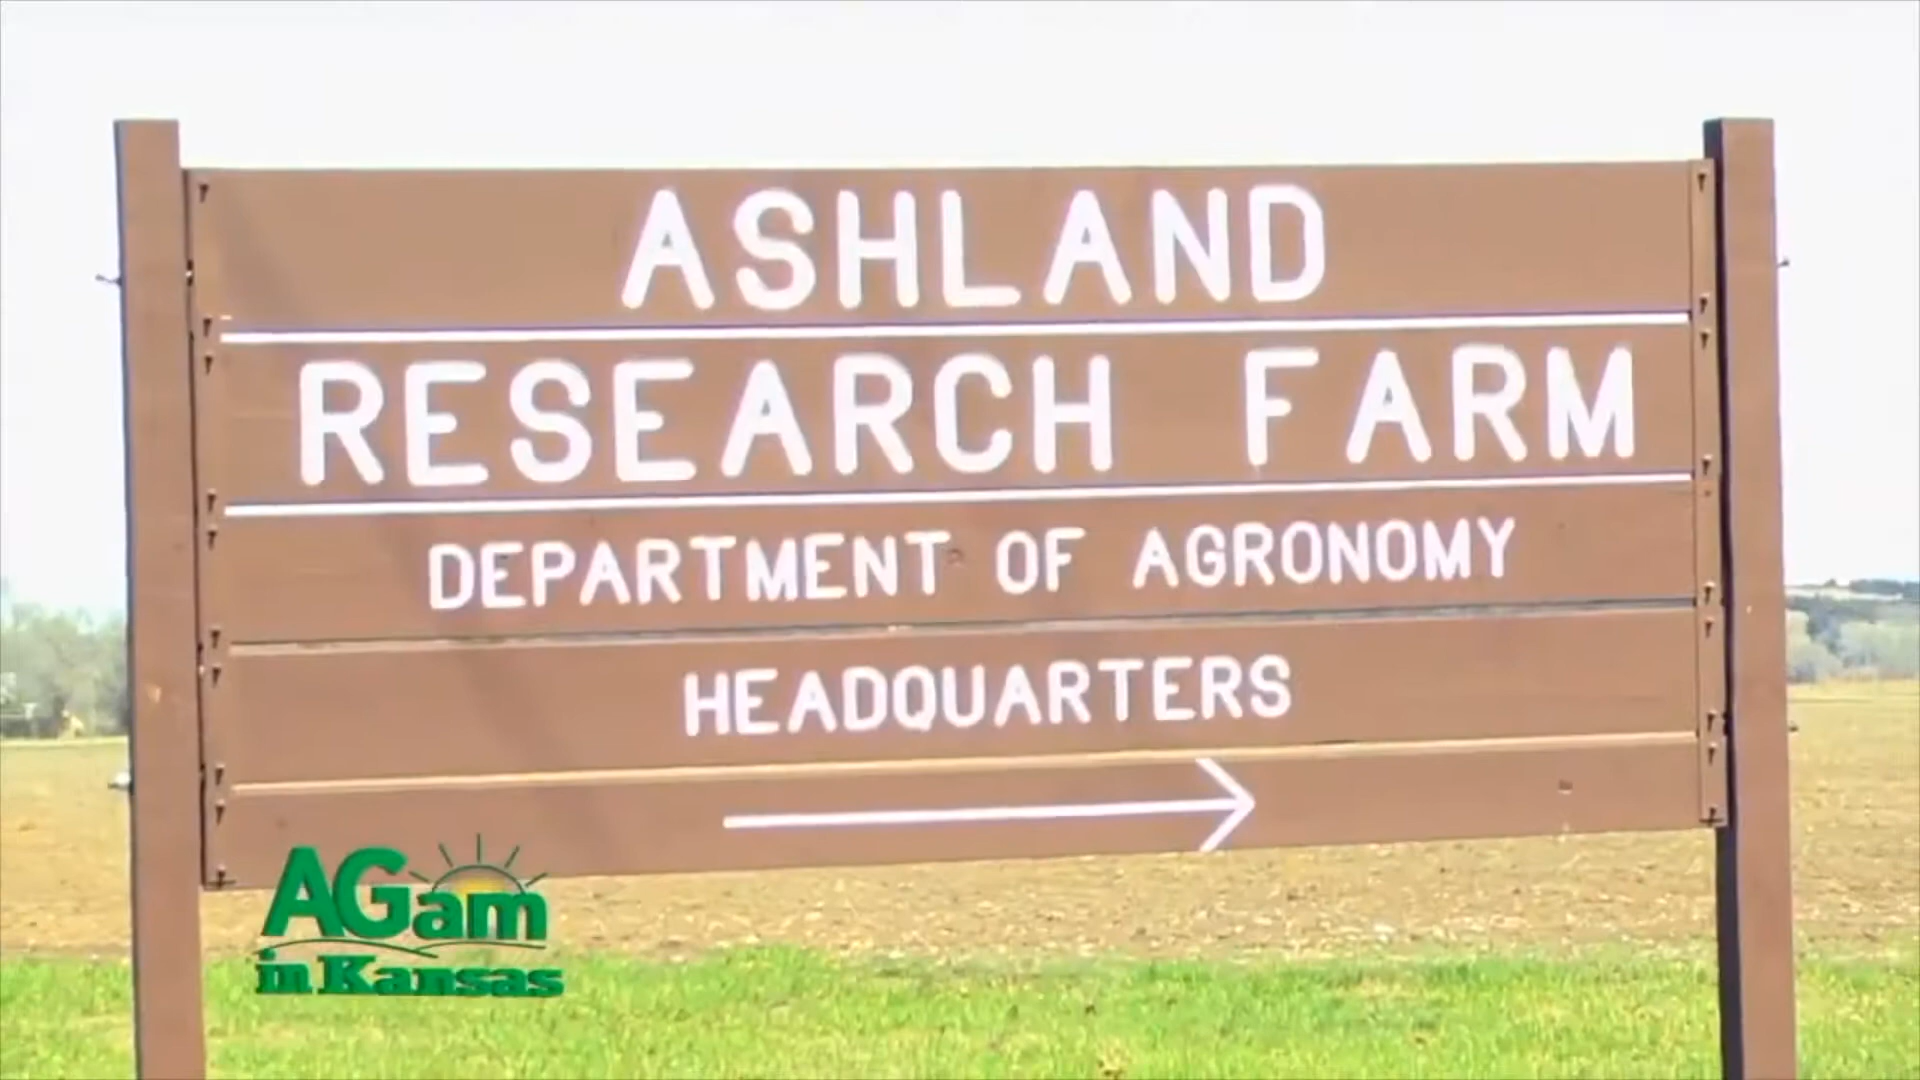 ASHLAND
RESEARCH FARM
DEPARTMENT OF AGRONOMY
HEADQUARTERS
AGam
in Kansas